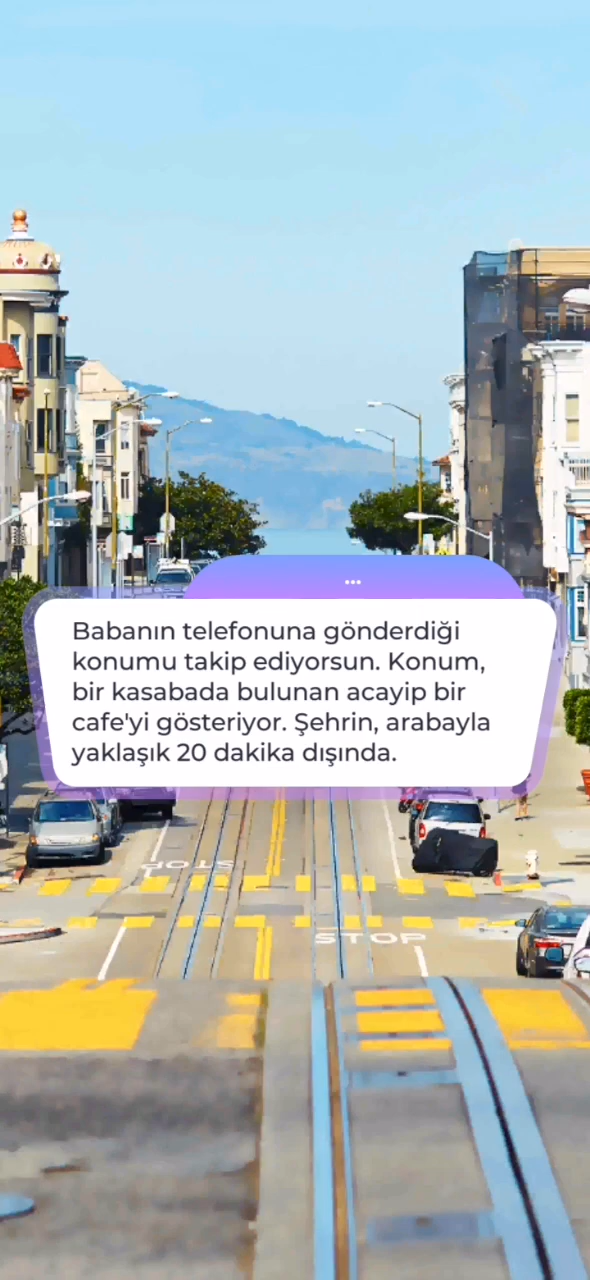 ...
Babanın telefonuna gönderdiği
konumu takip ediyorsun. Konum,
bir kasabada bulunan acayip bir
cafe'yi gösteriyor. Şehrin, arabayla
yaklaşık 20 dakika dışında.
STOP
STOP